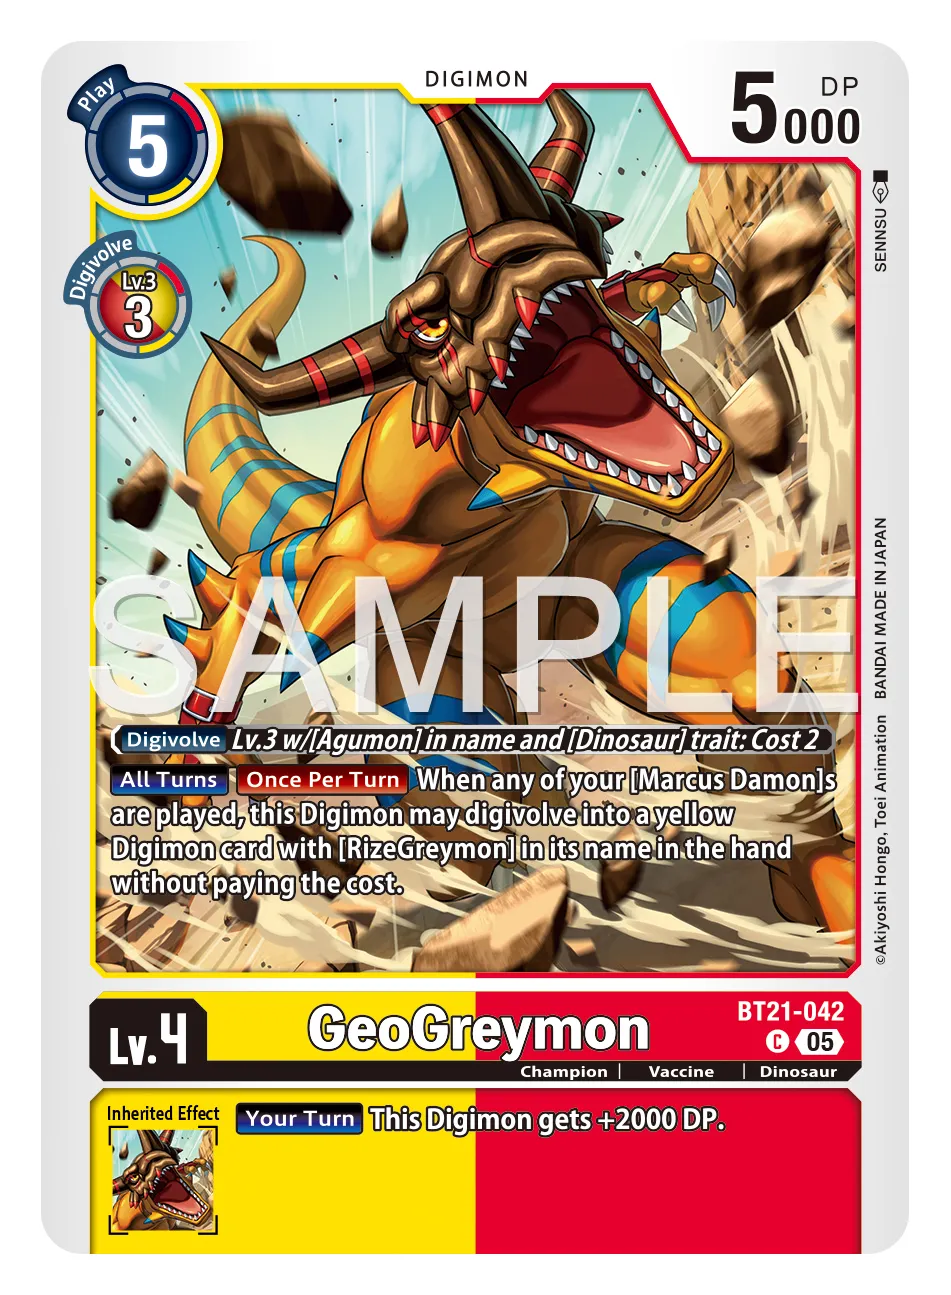 DIGIMON
Play
5
DP
5000
Digivolve
Lv.3
3
SENNSU
SAMPLE
Digivolve Lv.3 w/[Agumon] in name and [Dinosaur] trait: Cost 2
All Turns Once Per Turn When any of your [Marcus Damon]s
are played, this Digimon may digivolve into a yellow
Digimon card with [RizeGreymon] in its name in the hand
without paying the cost.
©Akiyoshi Hongo, Toei Animation BANDAI MADE IN JAPAN
Lv.4
GeoGreymon
BT21-042
C 05
Champion | Vaccine | Dinosaur
Inherited Effect
Your Turn This Digimon gets +2000 DP.